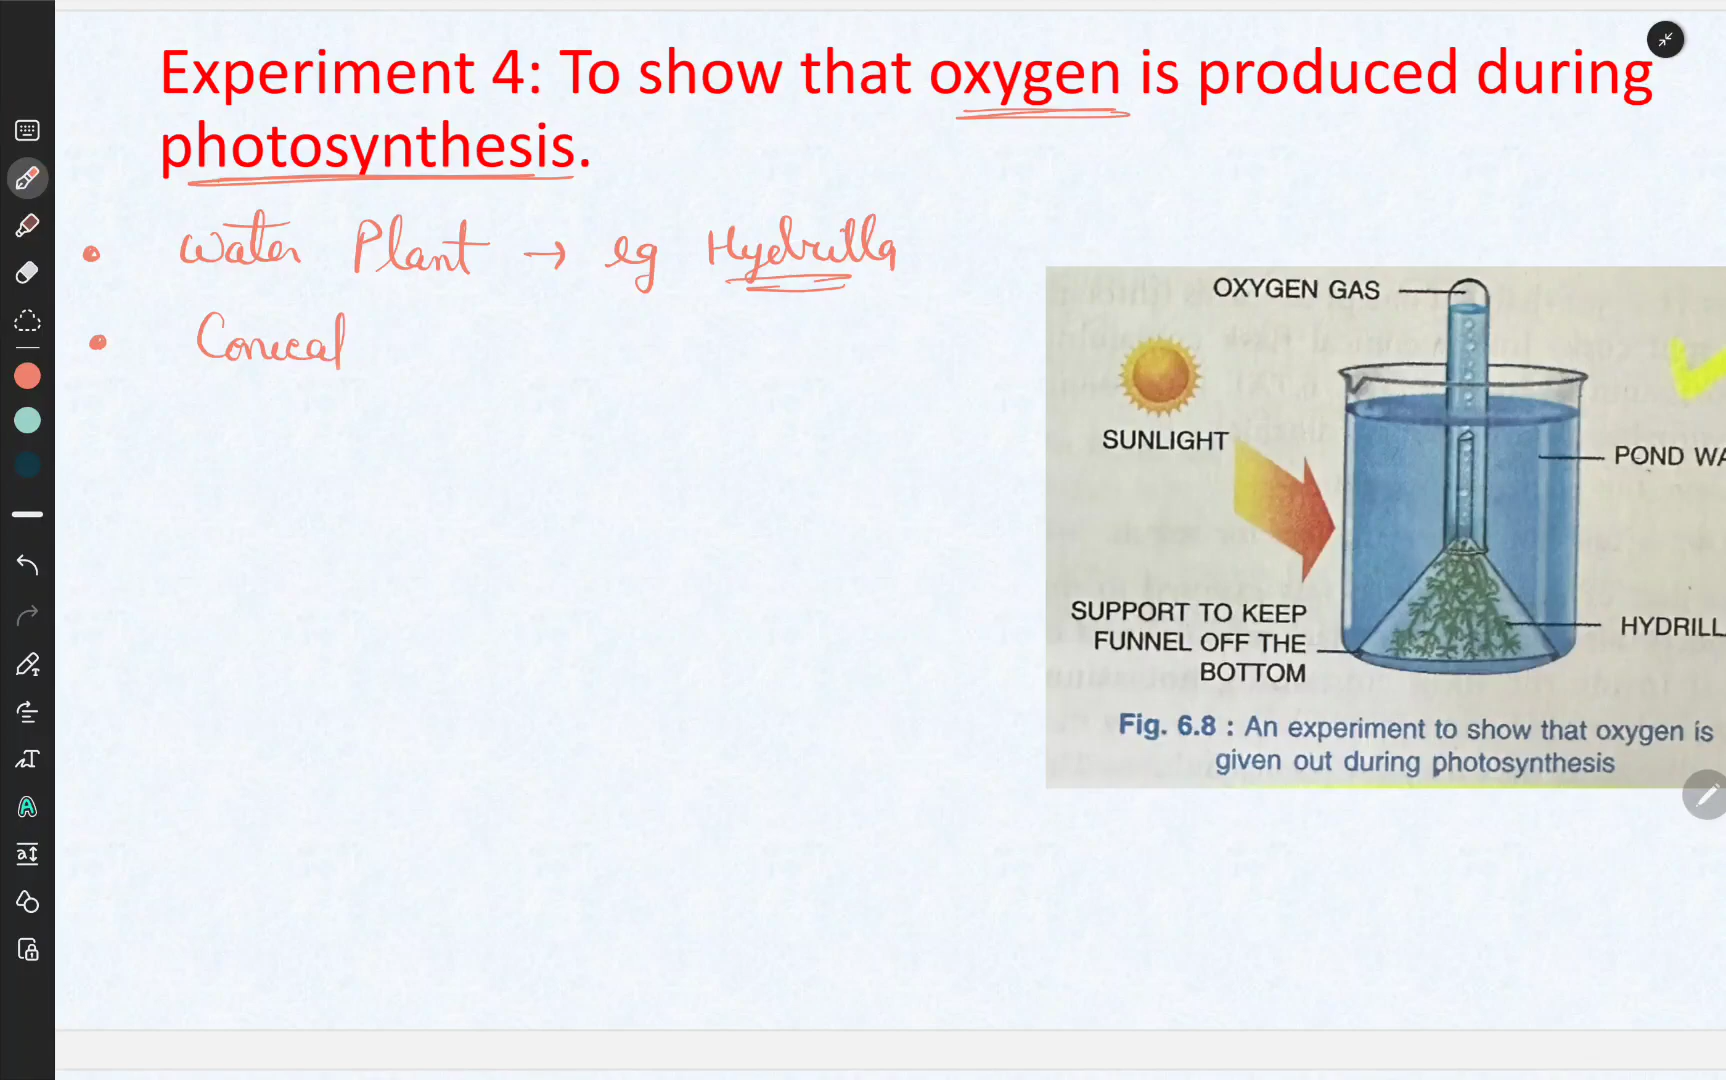 Experiment 4: To show that oxygen is produced during
photosynthesis.
• Water Plant → eg Hydrilla
• Conical
OXYGEN GAS
SUNLIGHT
POND WA
SUPPORT TO KEEP
FUNNEL OFF THE
BOTTOM
HYDRILL
Fig. 6.8 : An experiment to show that oxygen is
given out during photosynthesis